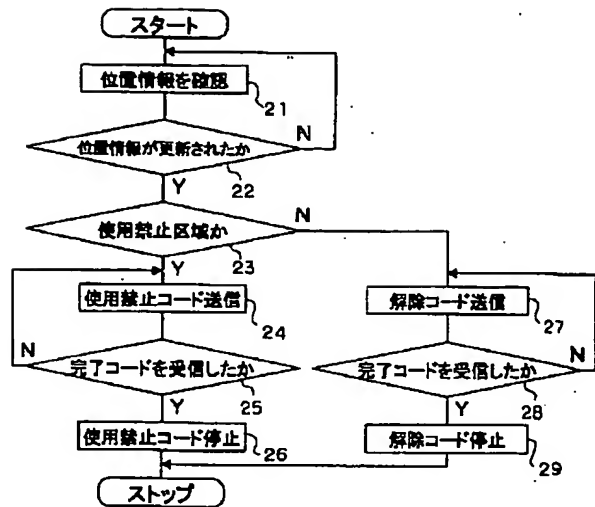 スタート
位置情報を確認
21
位置情報が更新されたか
N
22
Y
使用禁止区域か
N
23
Y
使用禁止コード送信
24
解除コード送信
27
N
完了コードを受信したか
25
Y
完了コードを受信したか
N
28
Y
使用禁止コード停止
26
解除コード停止
29
ストップ